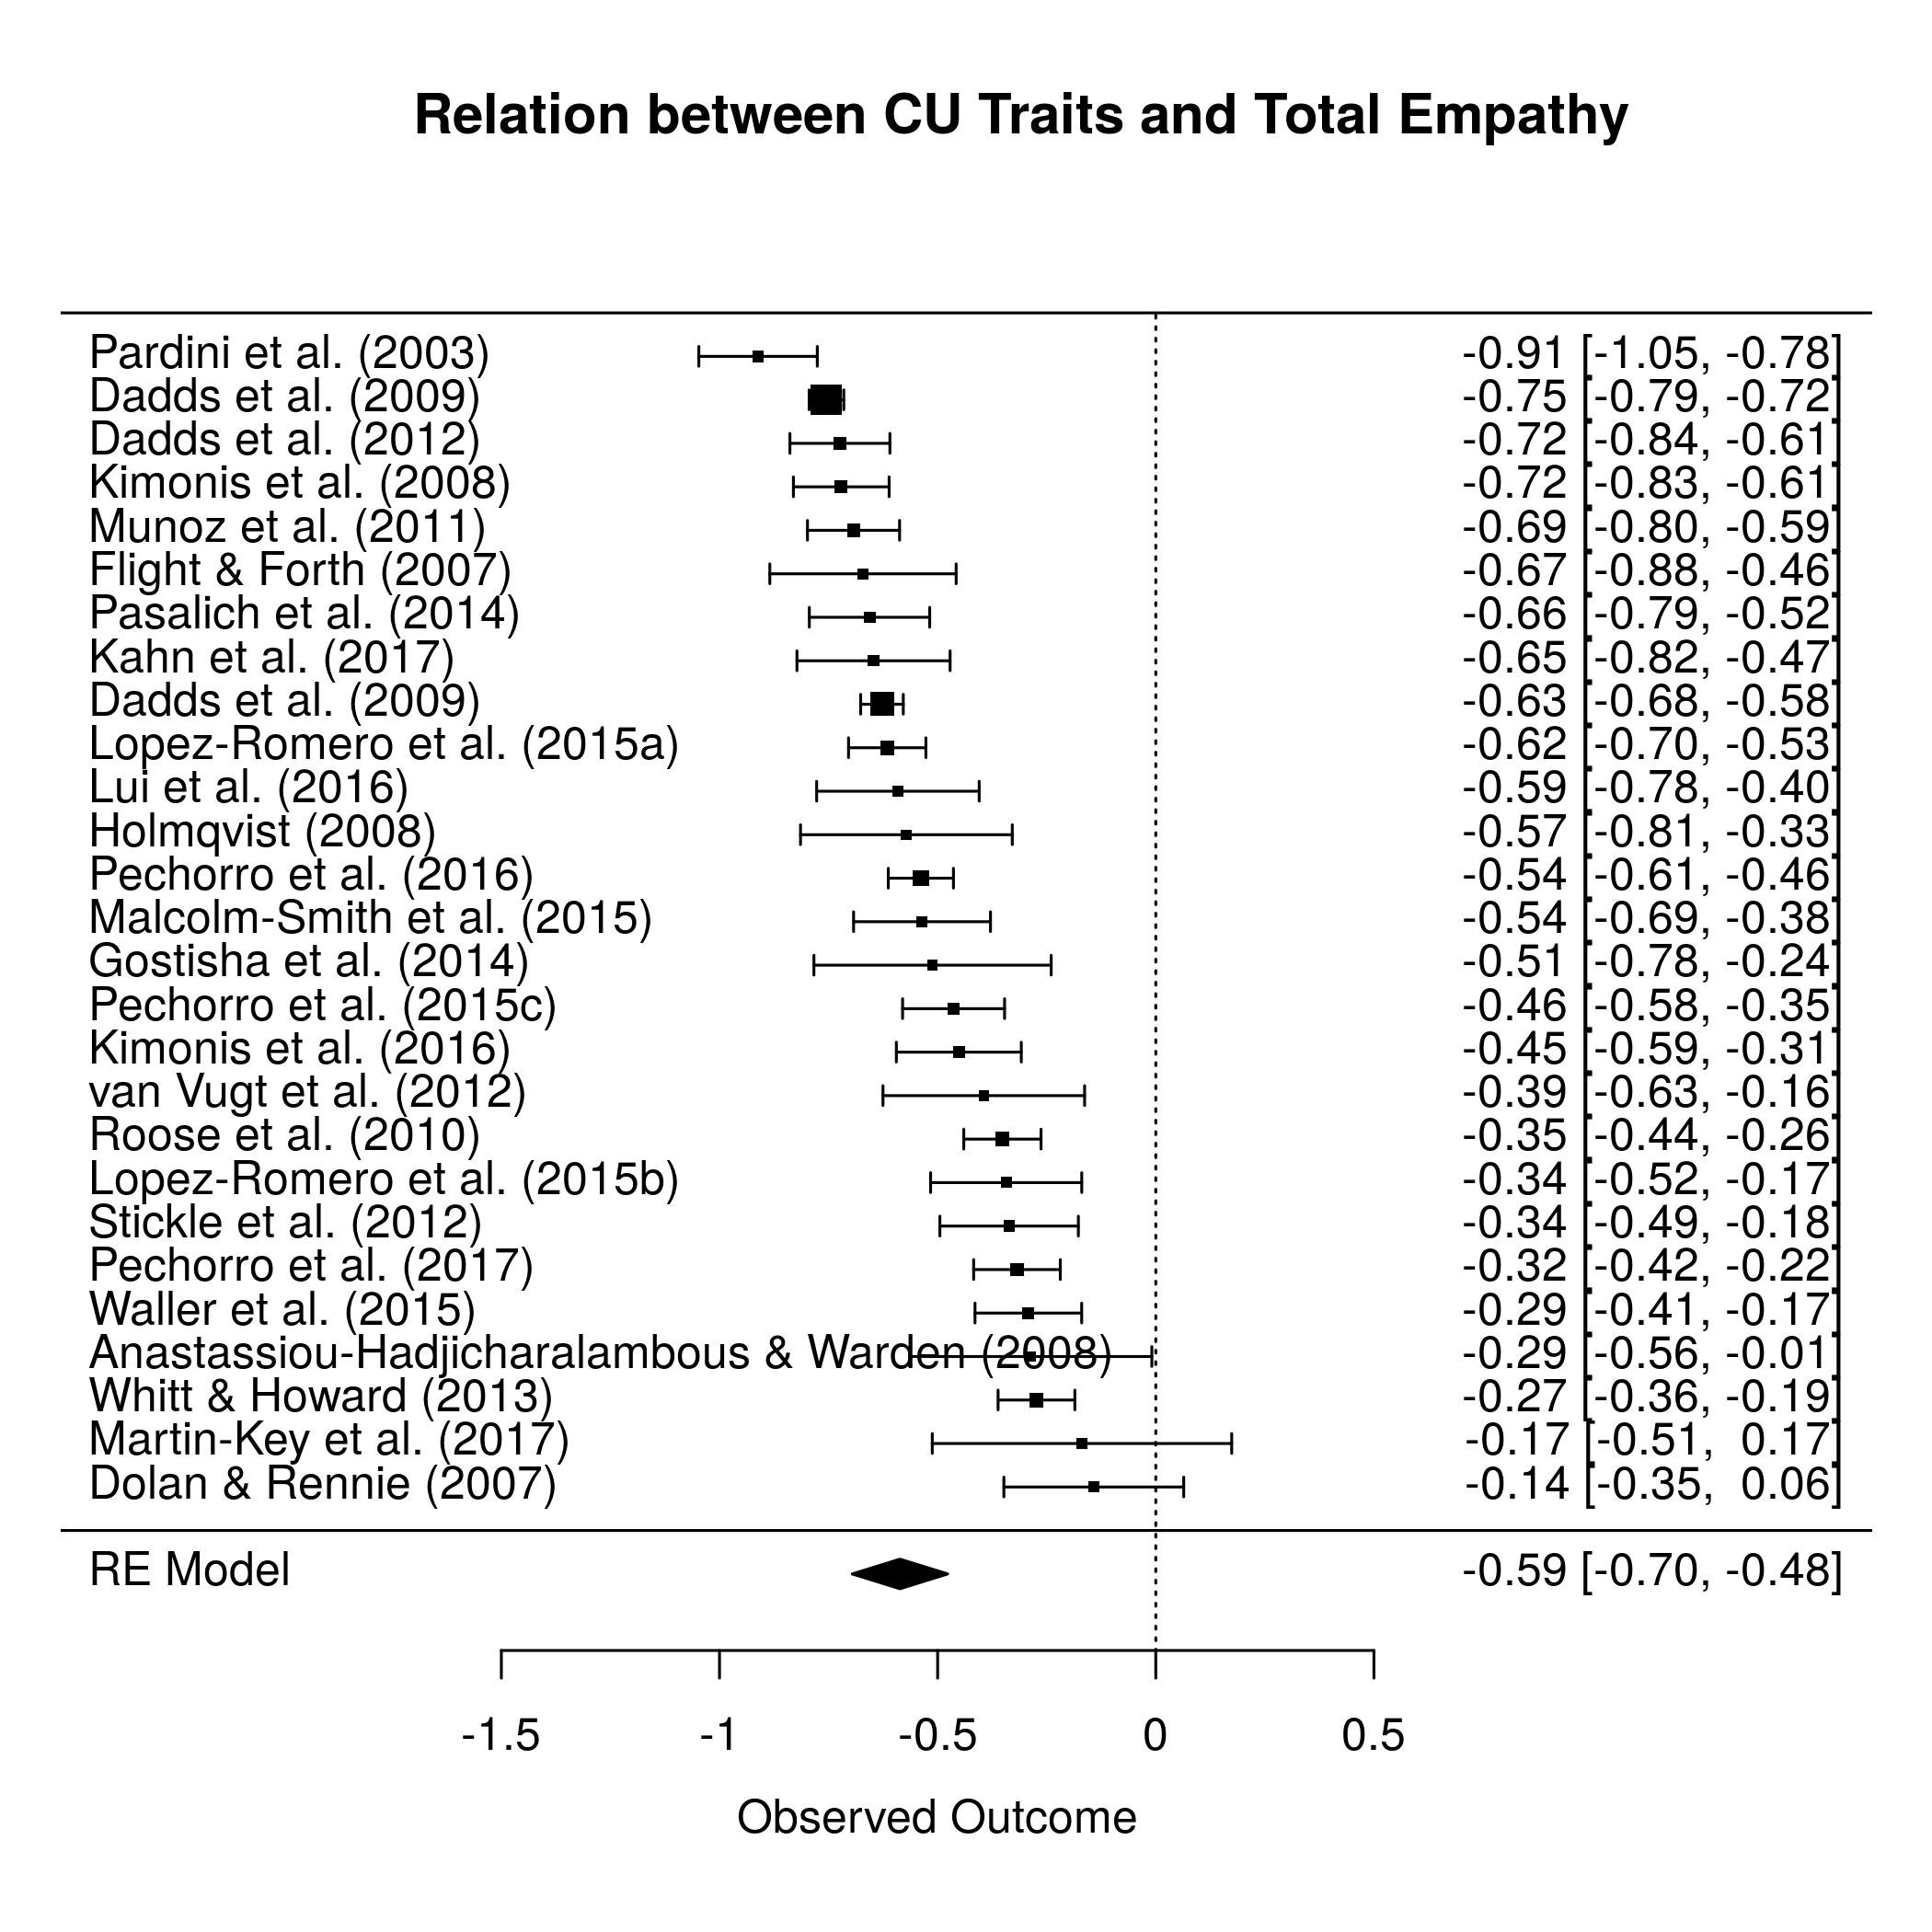 Relation between CU Traits and Total Empathy
Pardini et al. (2003) -0.91 [-1.05, -0.78]
Dadds et al. (2009) -0.75 [-0.79, -0.72]
Dadds et al. (2012) -0.72 [-0.84, -0.61]
Kimonis et al. (2008) -0.72 [-0.83, -0.61]
Munoz et al. (2011) -0.69 [-0.80, -0.59]
Flight & Forth (2007) -0.67 [-0.88, -0.46]
Pasalich et al. (2014) -0.66 [-0.79, -0.52]
Kahn et al. (2017) -0.65 [-0.82, -0.47]
Dadds et al. (2009) -0.63 [-0.68, -0.58]
Lopez-Romero et al. (2015a) -0.62 [-0.70, -0.53]
Lui et al. (2016) -0.59 [-0.78, -0.40]
Holmqvist (2008) -0.57 [-0.81, -0.33]
Pechorro et al. (2016) -0.54 [-0.61, -0.46]
Malcolm-Smith et al. (2015) -0.54 [-0.69, -0.38]
Gostisha et al. (2014) -0.51 [-0.78, -0.24]
Pechorro et al. (2015c) -0.46 [-0.58, -0.35]
Kimonis et al. (2016) -0.45 [-0.59, -0.31]
van Vugt et al. (2012) -0.39 [-0.63, -0.16]
Roose et al. (2010) -0.35 [-0.44, -0.26]
Lopez-Romero et al. (2015b) -0.34 [-0.52, -0.17]
Stickle et al. (2012) -0.34 [-0.49, -0.18]
Pechorro et al. (2017) -0.32 [-0.42, -0.22]
Waller et al. (2015) -0.29 [-0.41, -0.17]
Anastassiou-Hadjicharalambous & Warden (2008) -0.29 [-0.56, -0.01]
Whitt & Howard (2013) -0.27 [-0.36, -0.19]
Martin-Key et al. (2017) -0.17 [-0.51, 0.17]
Dolan & Rennie (2007) -0.14 [-0.35, 0.06]
RE Model -0.59 [-0.70, -0.48]
-1.5 -1 -0.5 0 0.5
Observed Outcome